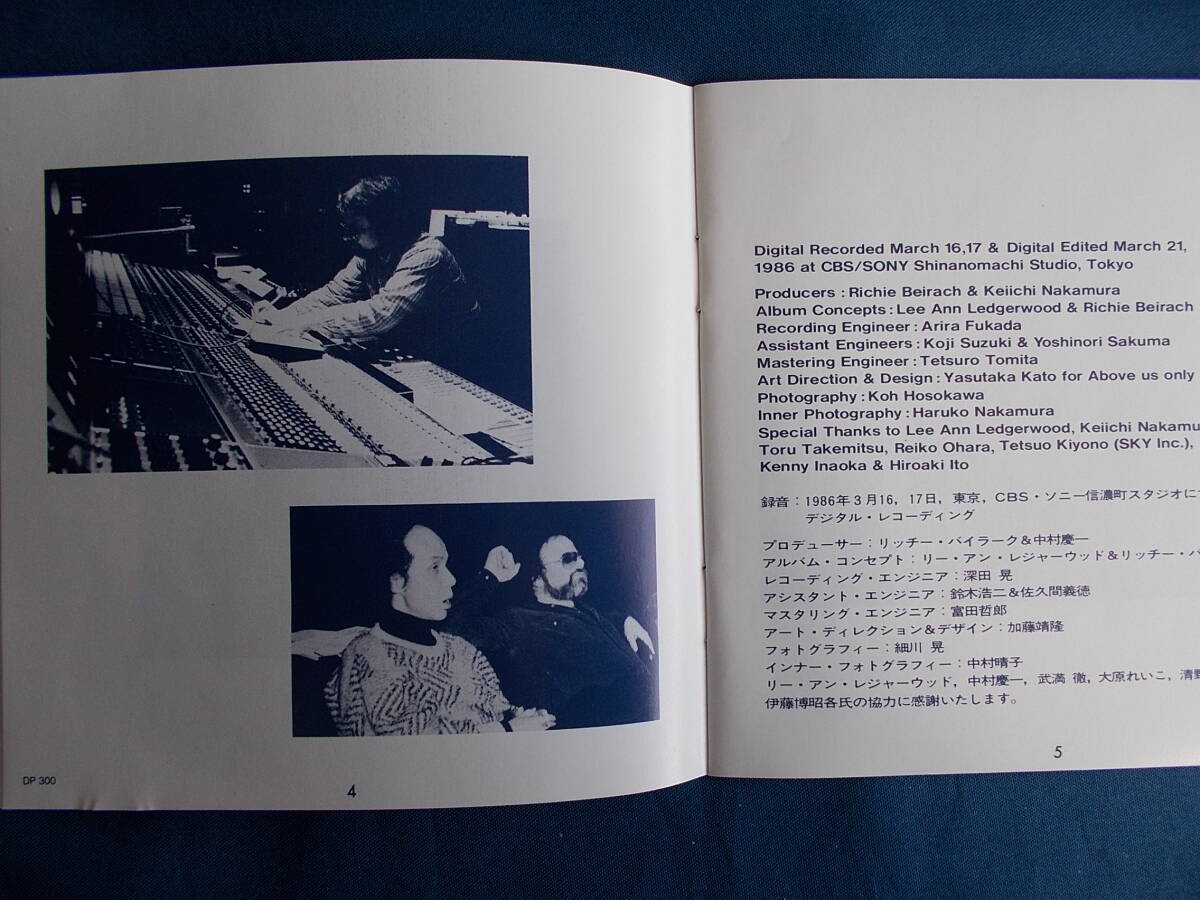 DP 300
4
Digital Recorded March 16,17 & Digital Edited March 21,
1986 at CBS/SONY Shinanomachi Studio, Tokyo
Producers : Richie Beirach & Keiichi Nakamura
Album Concepts : Lee Ann Ledgerwood & Richie Beirach
Recording Engineer : Arira Fukada
Assistant Engineers : Koji Suzuki & Yoshinori Sakuma
Mastering Engineer : Tetsuro Tomita
Art Direction & Design : Yasutaka Kato for Above us only
Photography : Koh Hosokawa
Inner Photography : Haruko Nakamura
Special Thanks to Lee Ann Ledgerwood, Keiichi Nakamu
Toru Takemitsu, Reiko Ohara, Tetsuo Kiyono (SKY Inc.),
Kenny Inaoka & Hiroaki Ito
録音：1986年3月16，17日，東京，CBS・ソニー信濃町スタジオに
デジタル・レコーディング
プロデューサー：リッチー・バイラーク＆中村慶一
アルバム・コンセプト：リー・アン・レジャーウッド＆リッチー・バ
レコーディング・エンジニア：深田 晃
アシスタント・エンジニア：鈴木浩二＆佐久間義徳
マスタリング・エンジニア：富田哲郎
アート・ディレクション＆デザイン：加藤靖隆
フォトグラフィー：細川 晃
インナー・フォトグラフィー：中村晴子
リー・アン・レジャーウッド，中村慶一，武満 徹，大原れいこ，清野
伊藤博昭各氏の協力に感謝いたします。
5